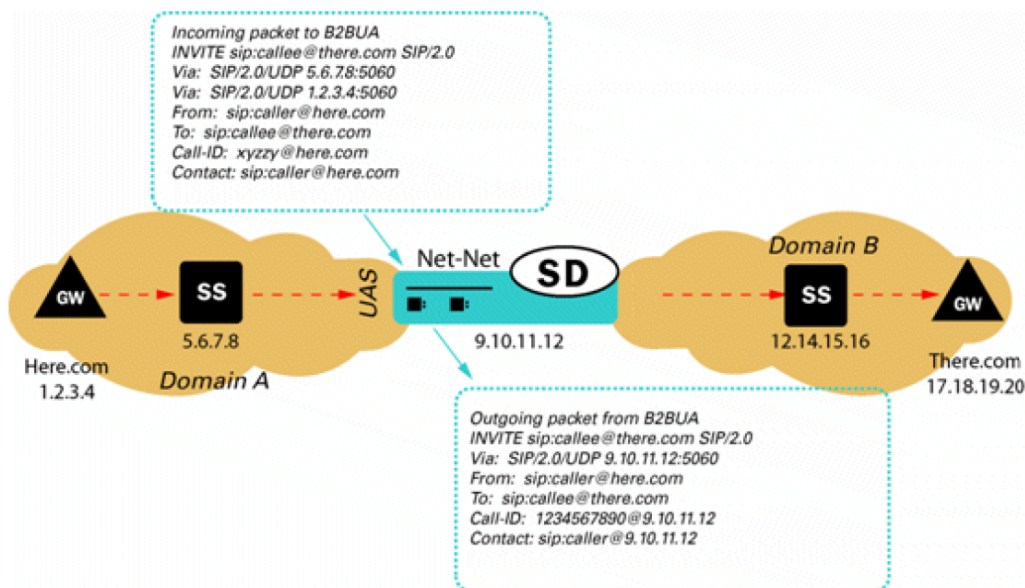 Incoming packet to B2BUA
INVITE sip:callee@there.com SIP/2.0
Via: SIP/2.0/UDP 5.6.7.8:5060
Via: SIP/2.0/UDP 1.2.3.4:5060
From: sip:caller@here.com
To: sip:callee@there.com
Call-ID: xyzzy@here.com
Contact: sip:caller@here.com
GW
Here.com
1.2.3.4
SS
5.6.7.8
Domain A
UAS
Net-Net
SD
9.10.11.12
Domain B
SS
12.14.15.16
GW
There.com
17.18.19.20
Outgoing packet from B2BUA
INVITE sip:callee@there.com SIP/2.0
Via: SIP/2.0/UDP 9.10.11.12:5060
From: sip:caller@here.com
To: sip:callee@there.com
Call-ID: 1234567890@9.10.11.12
Contact: sip:caller@9.10.11.12